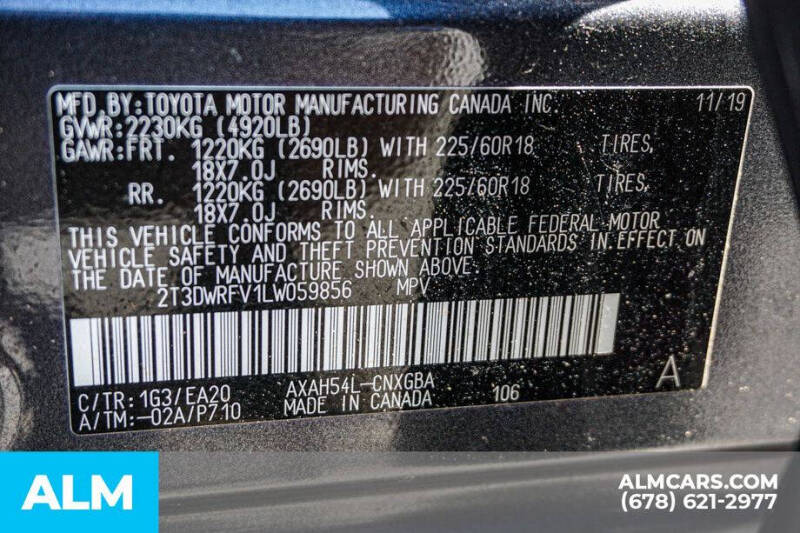 MFD.BY:TOYOTA MOTOR MANUFACTURING CANADA INC. 11/19
GVWR:2230KG (4920LB)
GAWR:FRT. 1220KG (2690LB) WITH 225/60R18 TIRES,
18X7.0J RIMS.
RR. 1220KG (2690LB) WITH 225/60R18 TIRES,
18X7.0J RIMS.
THIS VEHICLE CONFORMS TO ALL APPLICABLE FEDERAL MOTOR
VEHICLE SAFETY AND THEFT PREVENTION STANDARDS IN EFFECT ON
THE DATE OF MANUFACTURE SHOWN ABOVE.
2T3DWRFV1LW059856 MPV
C/TR: 1G3/EA20 AXAH54L-CNXGBA A
A/TM:-02A/P710 MADE IN CANADA 106
ALM
ALMCARS.COM
(678) 621-2977